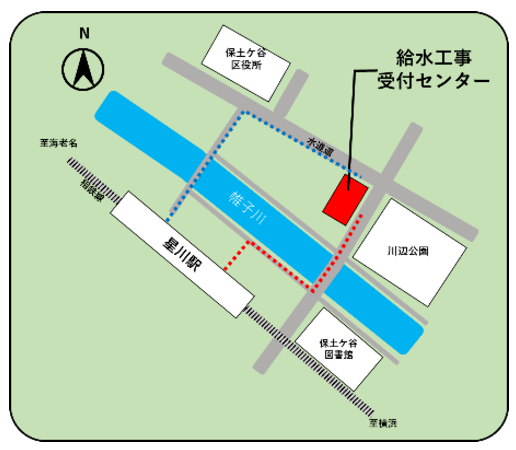 N
保土ケ谷
区役所
給水工事
受付センター
至海老名
水道道
相鉄線
帷子川
星川駅
川辺公園
保土ケ谷
図書館
至横浜